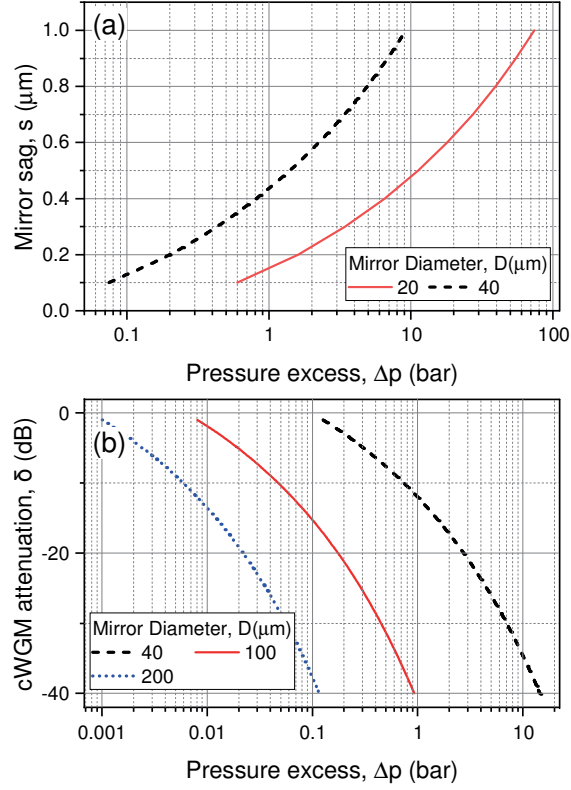 (a)
1.0
0.8
0.6
0.4
0.2
0.0
Mirror sag, s (μm)
Mirror Diameter, D(μm)
20 40
0.1 1 10 100
Pressure excess, Δp (bar)
(b)
0
-20
-40
cWGM attenuation, δ (dB)
Mirror Diameter, D(μm)
40 100
200
0.001 0.01 0.1 1 10
Pressure excess, Δp (bar)